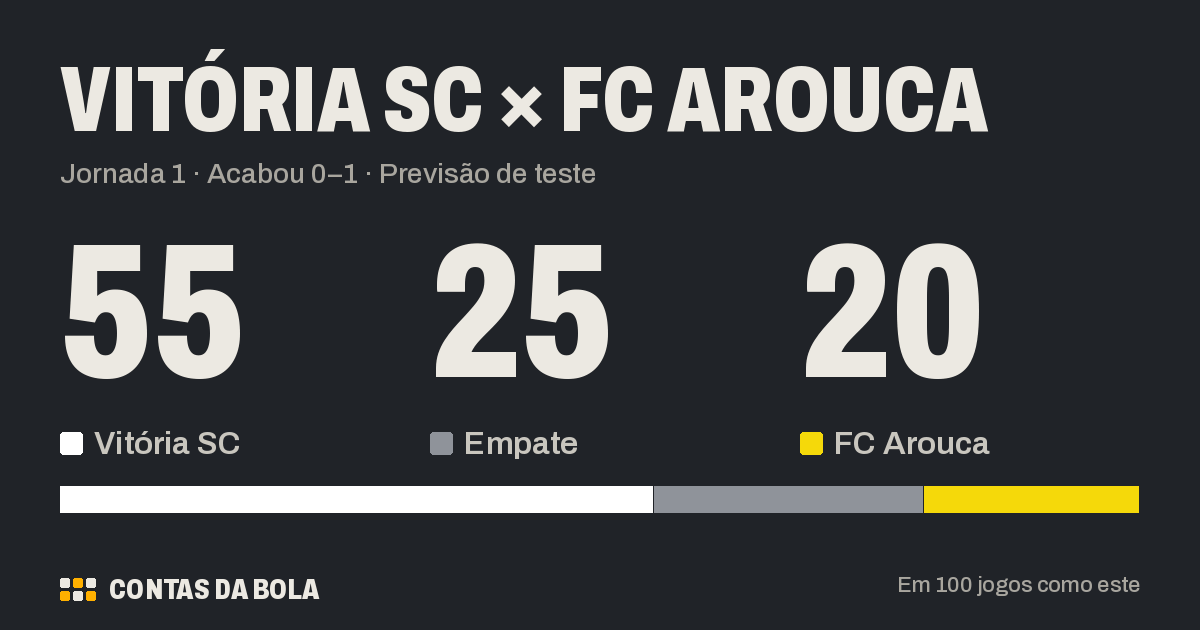 VITÓRIA SC × FC AROUCA
Jornada 1 · Acabou 0–1 · Previsão de teste
55 25 20
Vitória SC Empate FC Arouca
CONTAS DA BOLA Em 100 jogos como este